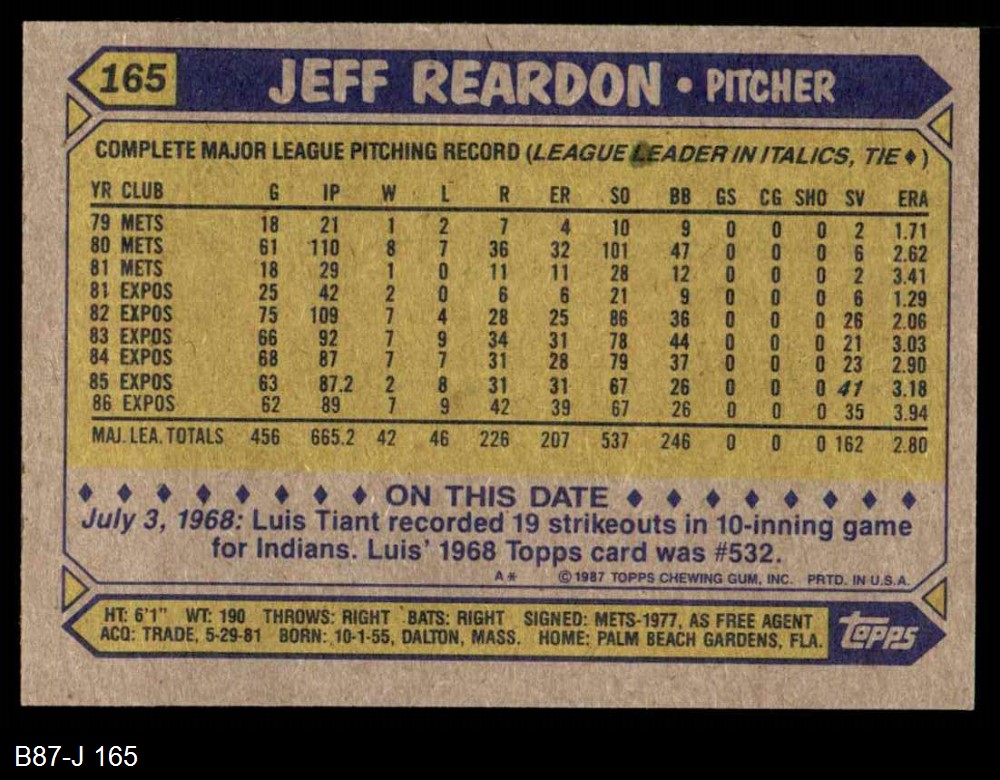 165 JEFF REARDON • PITCHER
COMPLETE MAJOR LEAGUE PITCHING RECORD (LEAGUE LEADER IN ITALICS, TIE ♦)
YR CLUB G IP W L R ER SO BB GS CG SHO SV ERA
79 METS 18 21 1 2 7 4 10 9 0 0 0 2 1.71
80 METS 61 110 8 7 36 32 101 47 0 0 0 6 2.62
81 METS 18 29 1 0 11 11 28 12 0 0 0 2 3.41
81 EXPOS 25 42 2 0 6 6 21 9 0 0 0 6 1.29
82 EXPOS 75 109 7 4 28 25 86 36 0 0 0 26 2.06
83 EXPOS 66 92 7 9 34 31 78 44 0 0 0 21 3.03
84 EXPOS 68 87 7 7 31 28 79 37 0 0 0 23 2.90
85 EXPOS 63 87.2 2 8 31 31 67 26 0 0 0 41 3.18
86 EXPOS 62 89 7 9 42 39 67 26 0 0 0 35 3.94
MAJ. LEA. TOTALS 456 665.2 42 46 226 207 537 246 0 0 0 162 2.80
♦ ♦ ♦ ♦ ♦ ♦ ♦ ♦ ON THIS DATE ♦ ♦ ♦ ♦ ♦ ♦ ♦ ♦
July 3, 1968: Luis Tiant recorded 19 strikeouts in 10-inning game
for Indians. Luis' 1968 Topps card was #532.
A* © 1987 TOPPS CHEWING GUM, INC. PRTD. IN U.S.A.
HT: 6'1" WT: 190 THROWS: RIGHT BATS: RIGHT SIGNED: METS-1977, AS FREE AGENT
ACQ: TRADE, 5-29-81 BORN: 10-1-55, DALTON, MASS. HOME: PALM BEACH GARDENS, FLA.
topps
B87-J 165